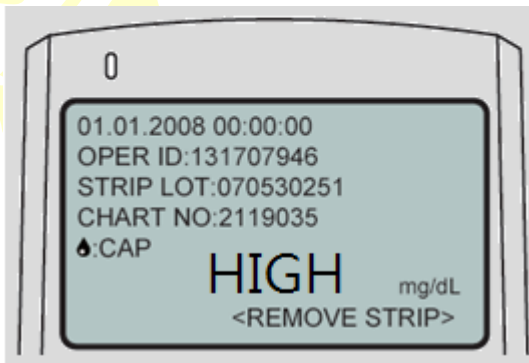 01.01.2008 00:00:00
OPER ID:131707946
STRIP LOT:070530251
CHART NO:2119035
:CAP
HIGH mg/dL
<REMOVE STRIP>